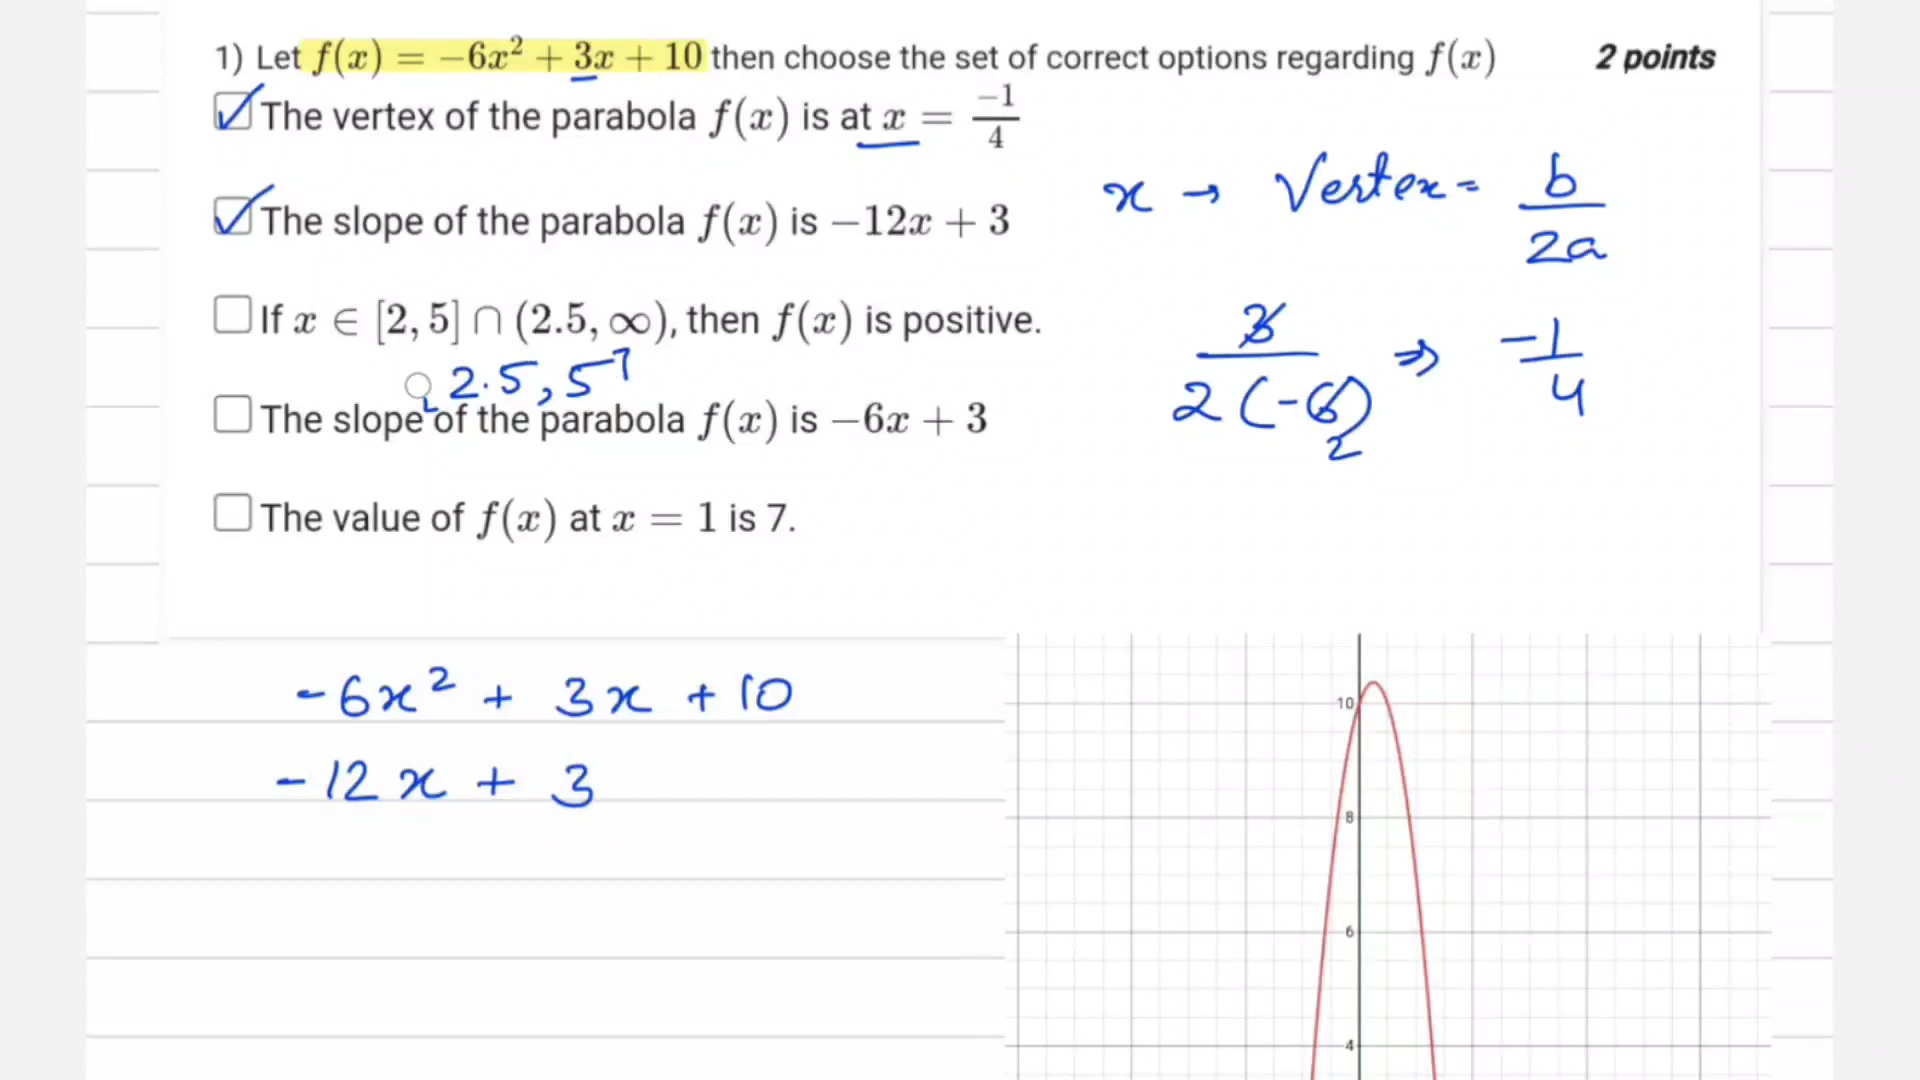 1) Let f(x) = −6x² + 3x + 10 then choose the set of correct options regarding f(x) 2 points
The vertex of the parabola f(x) is at x = −1/4
The slope of the parabola f(x) is −12x + 3
If x ∈ [2, 5] ∩ (2.5, ∞), then f(x) is positive.
2.5, 5]
The slope of the parabola f(x) is −6x + 3
The value of f(x) at x = 1 is 7.
x → Vertex = b/2a
3/2(-6) ⇒ -1/4
2
-6x² + 3x + 10
-12x + 3
10
8
6
4